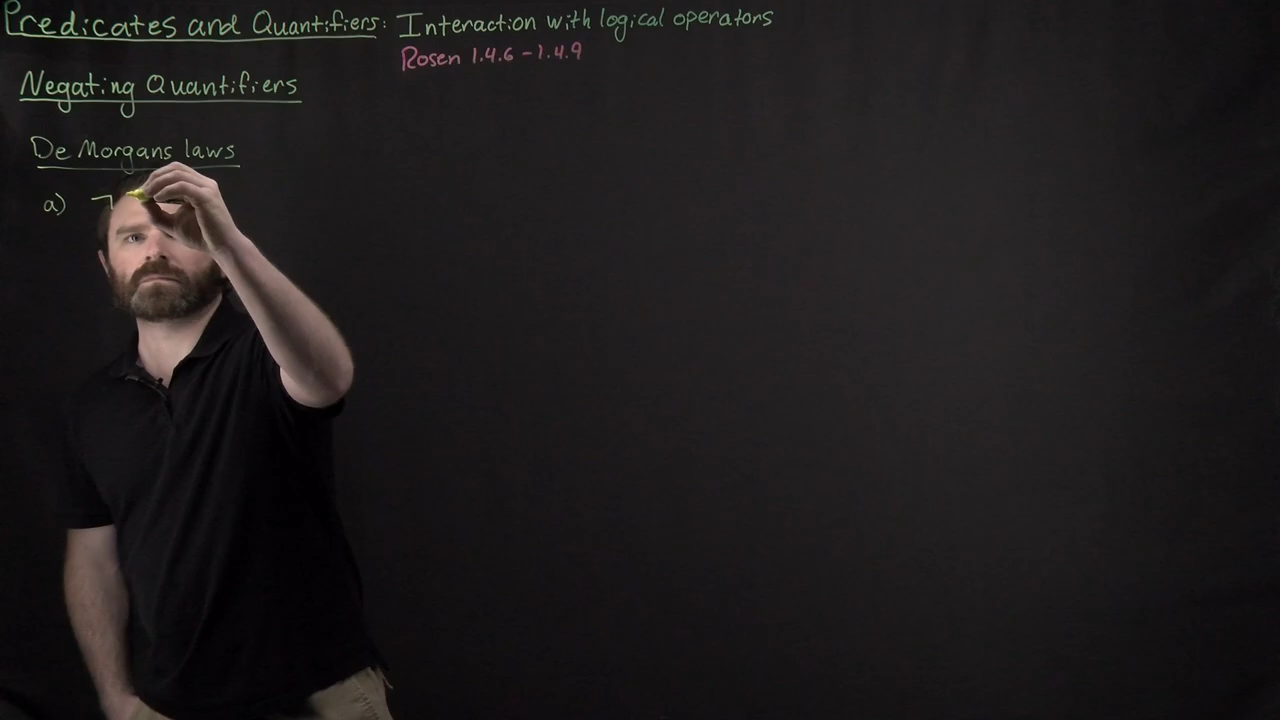 Predicates and Quantifiers: Interaction with logical operators
Rosen 1.4.6 - 1.4.9
Negating Quantifiers
De Morgans laws
a) ¬